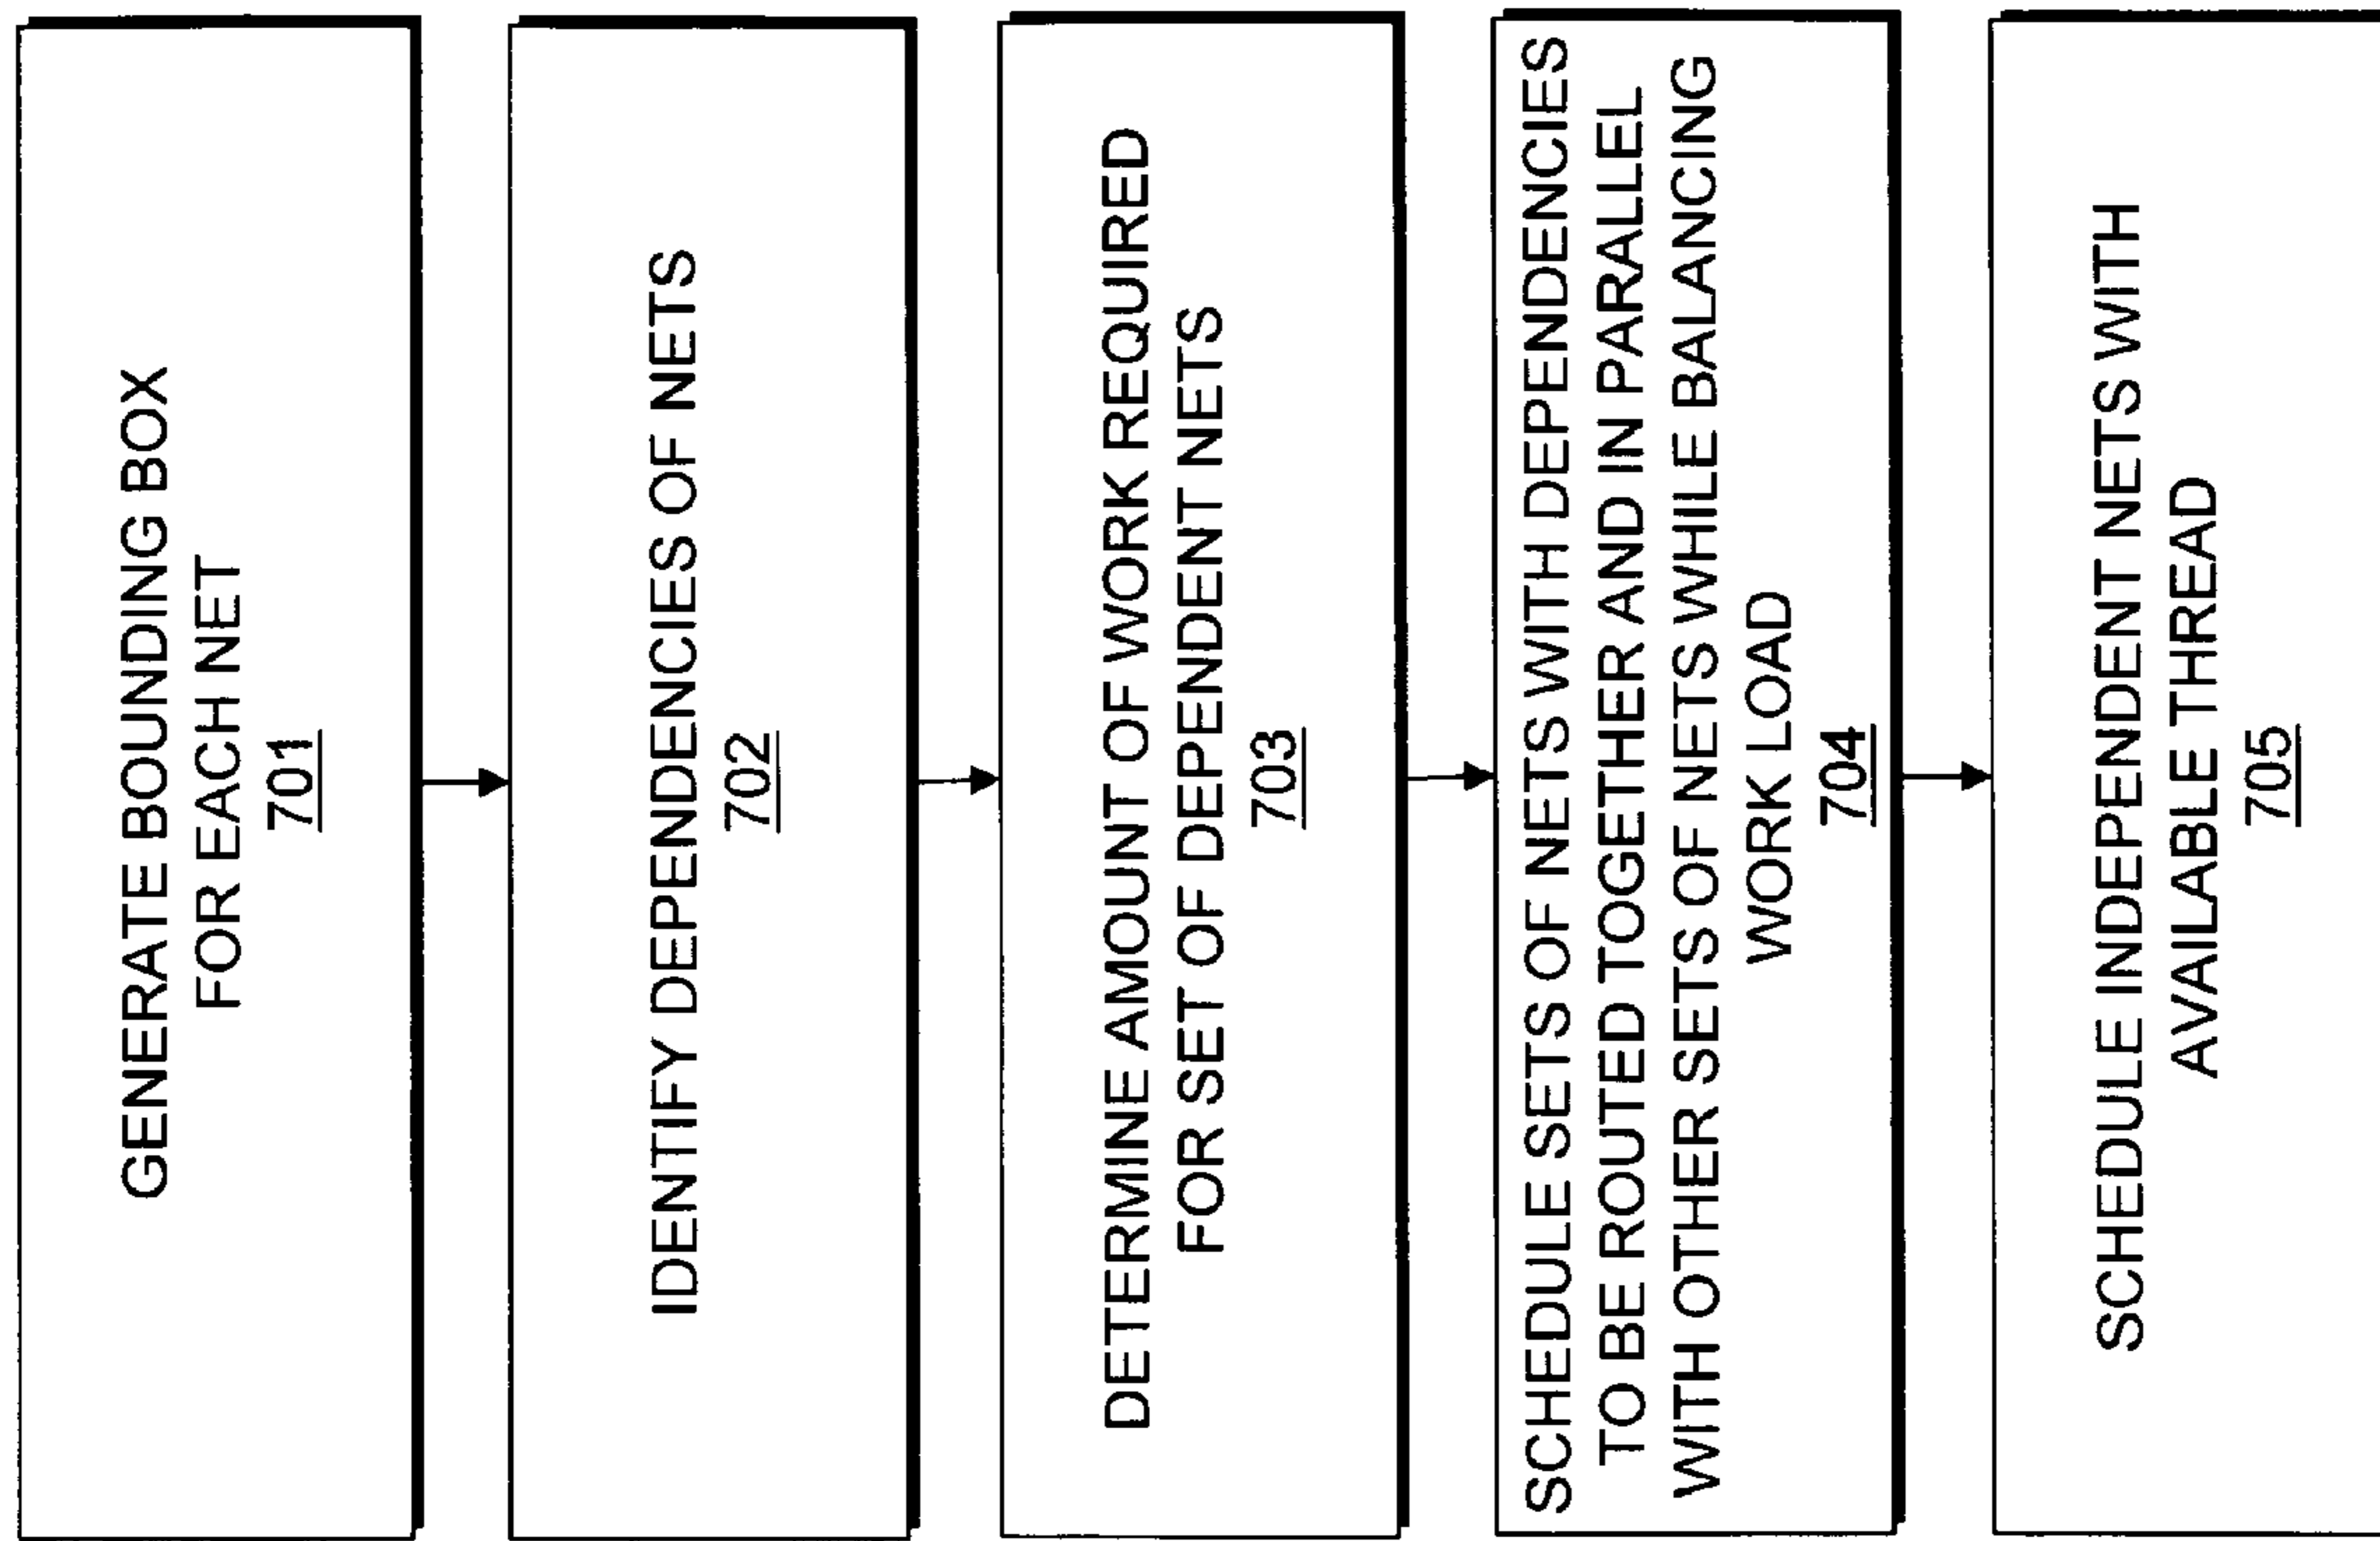 GENERATE BOUNDING BOX
FOR EACH NET
701
IDENTIFY DEPENDENCIES OF NETS
702
DETERMINE AMOUNT OF WORK REQUIRED
FOR SET OF DEPENDENT NETS
703
SCHEDULE SETS OF NETS WITH DEPENDENCIES
TO BE ROUTED TOGETHER AND IN PARALLEL
WITH OTHER SETS OF NETS WHILE BALANCING
WORK LOAD
704
SCHEDULE INDEPENDENT NETS WITH
AVAILABLE THREAD
705